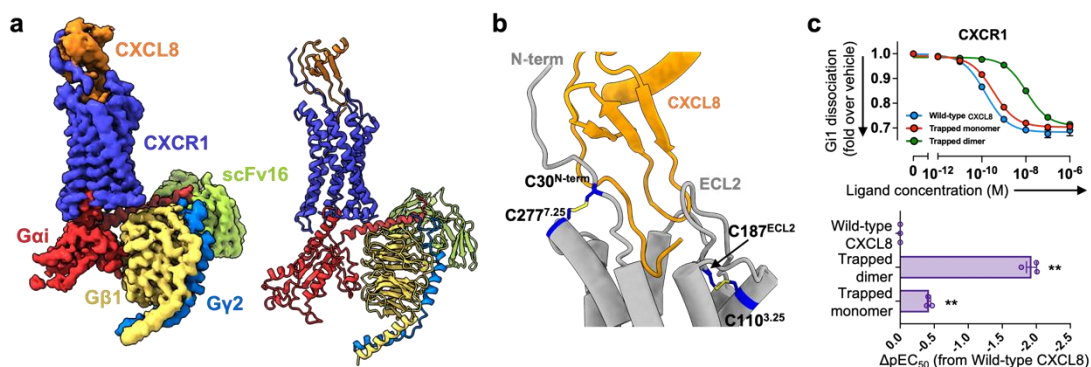 a
CXCL8
CXCR1
scFv16
Gαi
Gβ1
Gγ2
b
N-term
CXCL8
C30N-term
ECL2
C2777.25
C187ECL2
C1103.25
c
CXCR1
Gi1 dissociation
(fold over vehicle)
1.0
0.9
0.8
0.7
Wild-type CXCL8
Trapped monomer
Trapped dimer
0 10-12 10-10 10-8 10-6
Ligand concentration (M)
Wild-type
CXCL8
Trapped
dimer
**
Trapped
monomer
**
0.0 -0.5 -1.0 -1.5 -2.0 -2.5
ΔpEC50 (from Wild-type CXCL8)